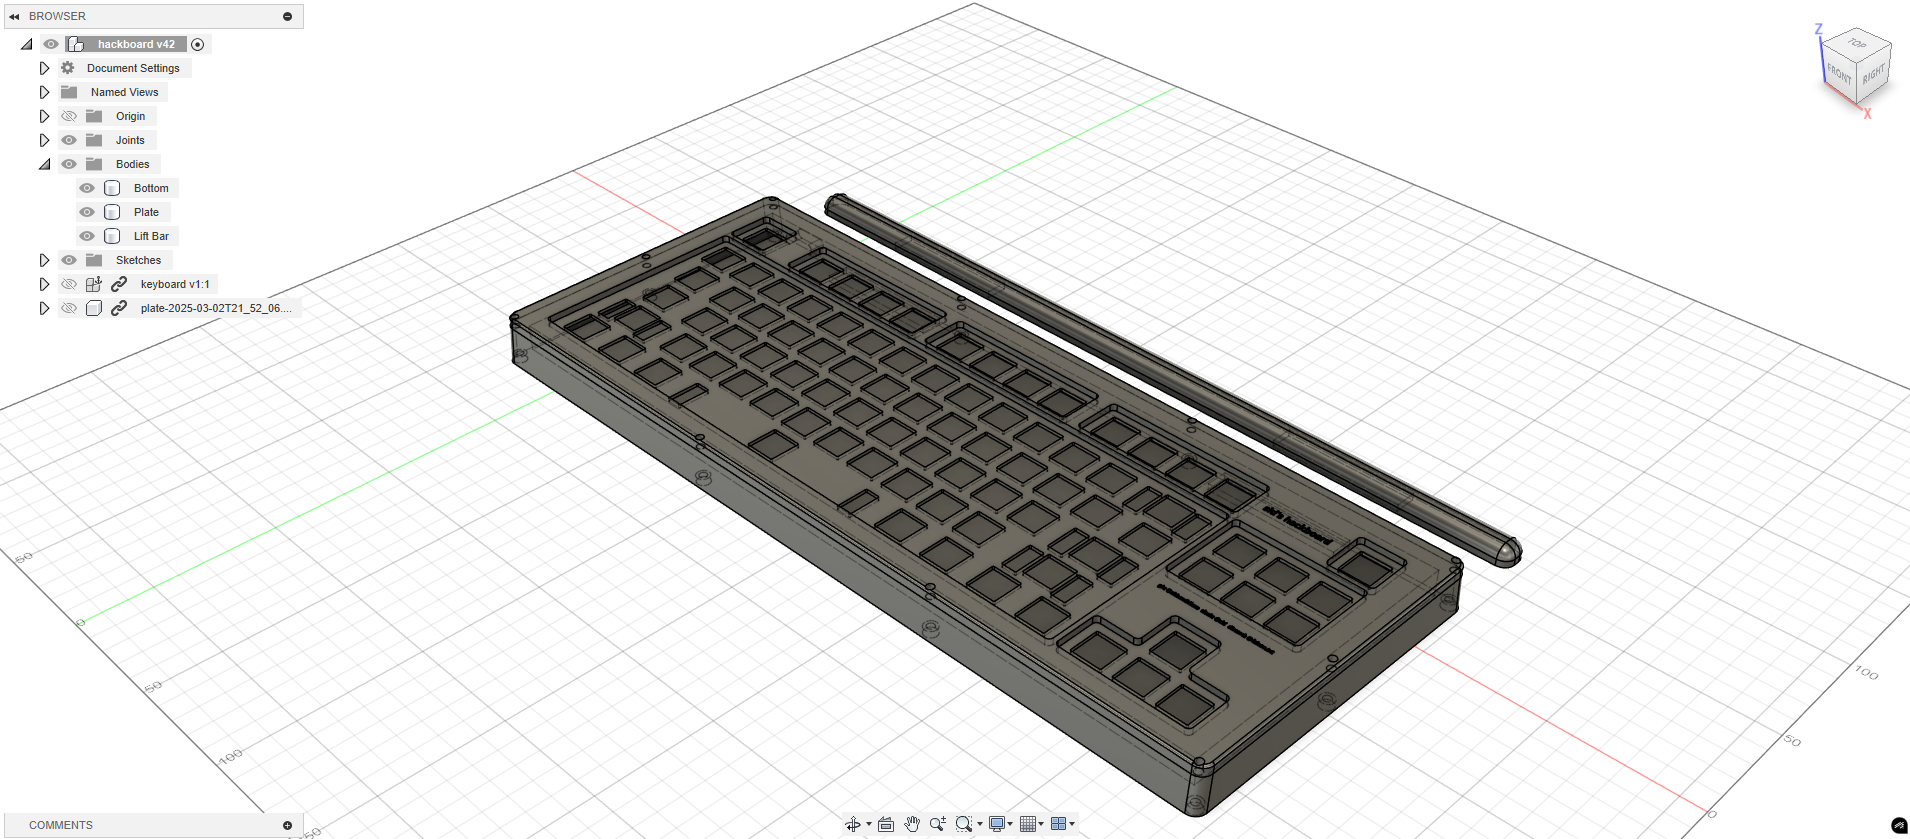 BROWSER
hackboard v42
Document Settings
Named Views
Origin
Joints
Bodies
Bottom
Plate
Lift Bar
Sketches
keyboard v1:1
plate-2025-03-02T21_52_06....
Z
TOP
FRONT
RIGHT
X
hackboard
50
0
50
100
50
100
50
0
COMMENTS